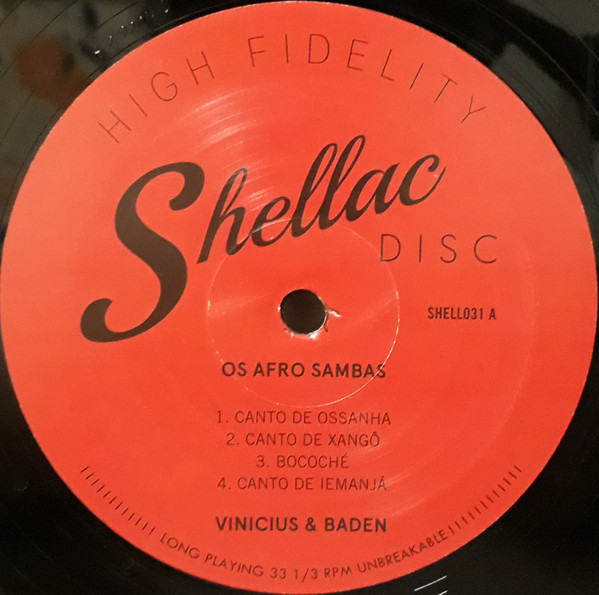 HIGH FIDELITY
Shellac
DISC
SHELL031 A
OS AFRO SAMBAS
1. CANTO DE OSSANHA
2. CANTO DE XANGÔ
3. BOCOCHÉ
4. CANTO DE IEMANJÁ
VINICIUS & BADEN
LONG PLAYING 33 1/3 RPM UNBREAKABLE